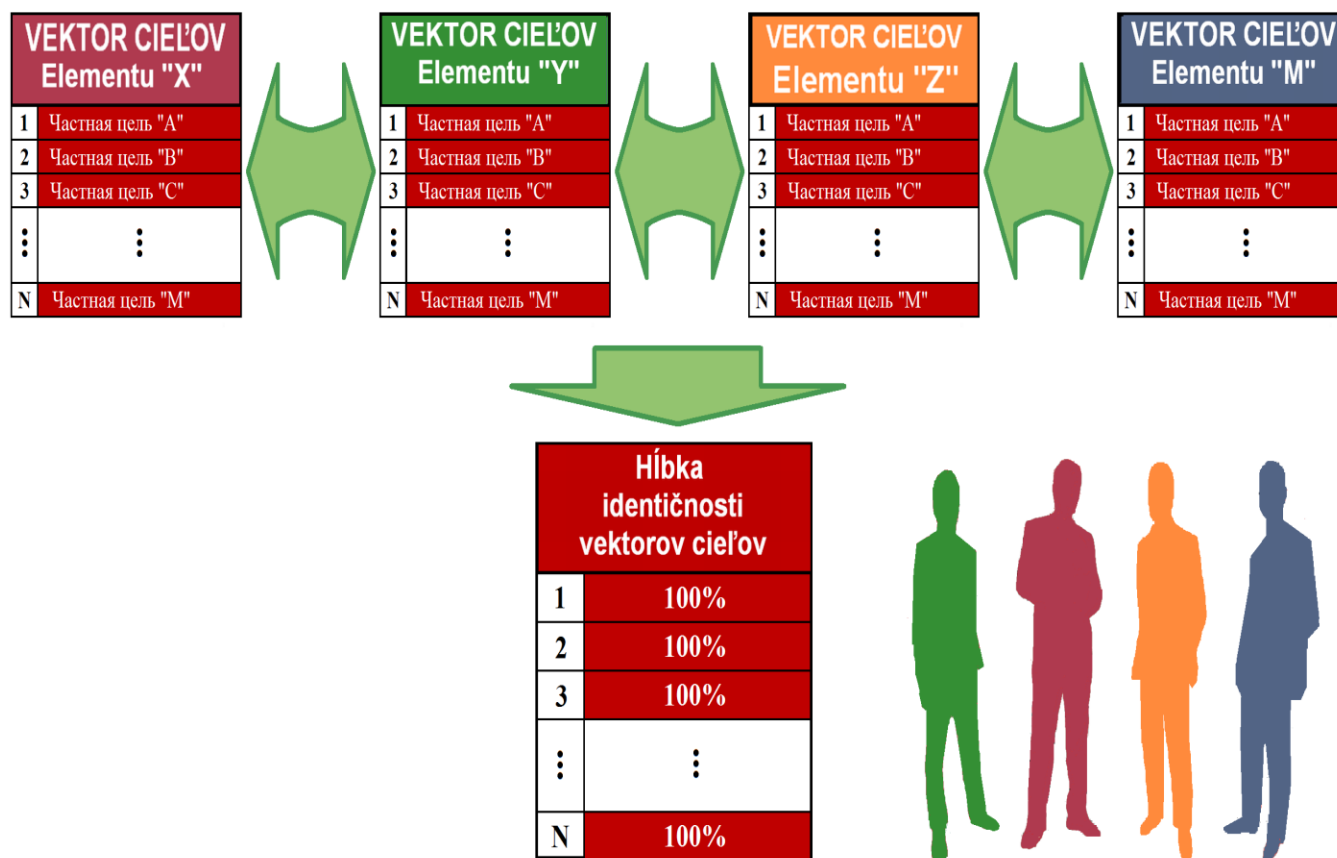 VEKTOR CIEĽOV
Elementu "X"
1 Частная цель "A"
2 Частная цель "B"
3 Частная цель "C"
⋮ ⋮
N Частная цель "M"
VEKTOR CIEĽOV
Elementu "Y"
1 Частная цель "A"
2 Частная цель "B"
3 Частная цель "C"
⋮ ⋮
N Частная цель "M"
VEKTOR CIEĽOV
Elementu "Z"
1 Частная цель "A"
2 Частная цель "B"
3 Частная цель "C"
⋮ ⋮
N Частная цель "M"
VEKTOR CIEĽOV
Elementu "M"
1 Частная цель "A"
2 Частная цель "B"
3 Частная цель "C"
⋮ ⋮
N Частная цель "M"
Hĺbka
identičnosti
vektorov cieľov
1 100%
2 100%
3 100%
⋮ ⋮
N 100%